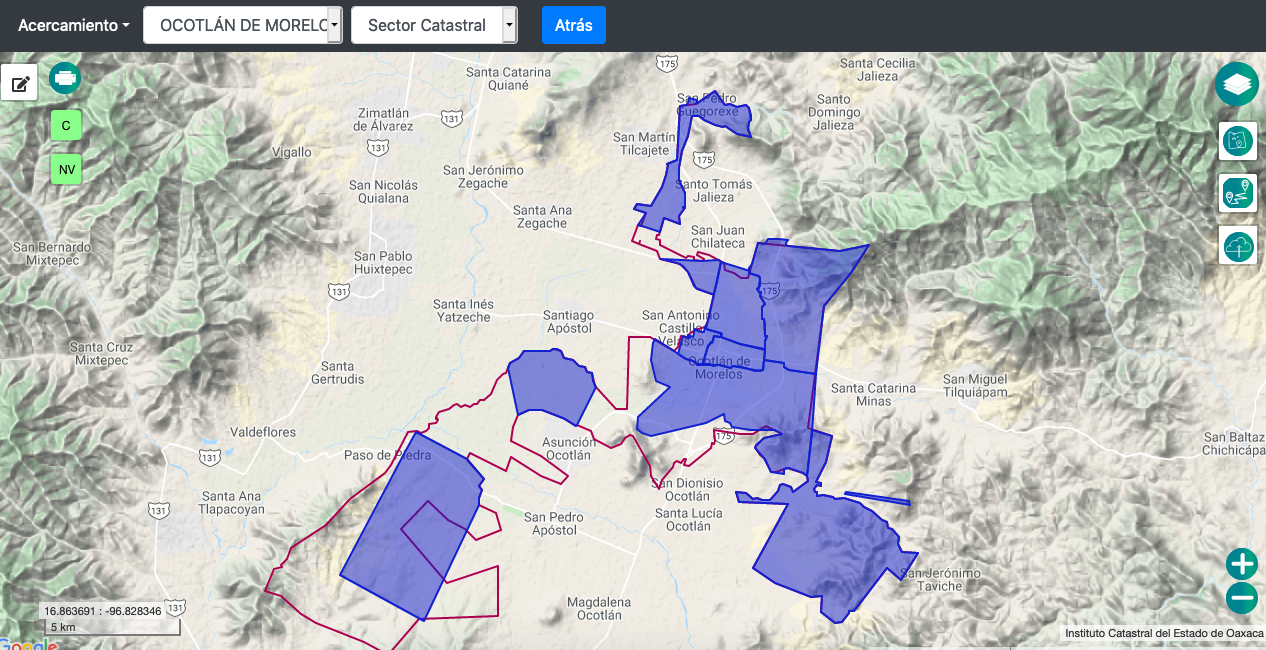 Acercamiento
OCOTLÁN DE MORELO
Sector Catastral
Atrás
C
NV
175
Santa Catarina
Quiané
Santa Cecilia
Jalieza
San Pedro
Guegorexe
Santo
Domingo
Jalieza
Zimatlán
de Álvarez
131
131
San Martín
Tilcajete
Vigallo
175
San Jerónimo
Zegache
San Nicolás
Quialana
Santo Tomás
Jalieza
Santa Ana
Zegache
San Juan
Chilateca
San Bernardo
Mixtepec
San Pablo
Huixtepec
131
175
Santa Inés
Yatzeche
Santiago
Apóstol
San Antonino
Castillo
Velasco
Santa Cruz
Mixtepec
Santa
Gertrudis
Ocotlán de
Morelos
Santa Catarina
Minas
San Miguel
Tilquiápam
Valdeflores
175
Asunción
Ocotlán
San Baltaz
Chichicápa
Paso de Piedra
131
San Dionisio
Ocotlán
Santa Ana
Tlapacoyan
131
San Pedro
Apóstol
Santa Lucía
Ocotlán
San Jerónimo
Taviche
Magdalena
Ocotlán
16.863691 : -96.828346
131
5 km
Google
Instituto Catastral del Estado de Oaxaca